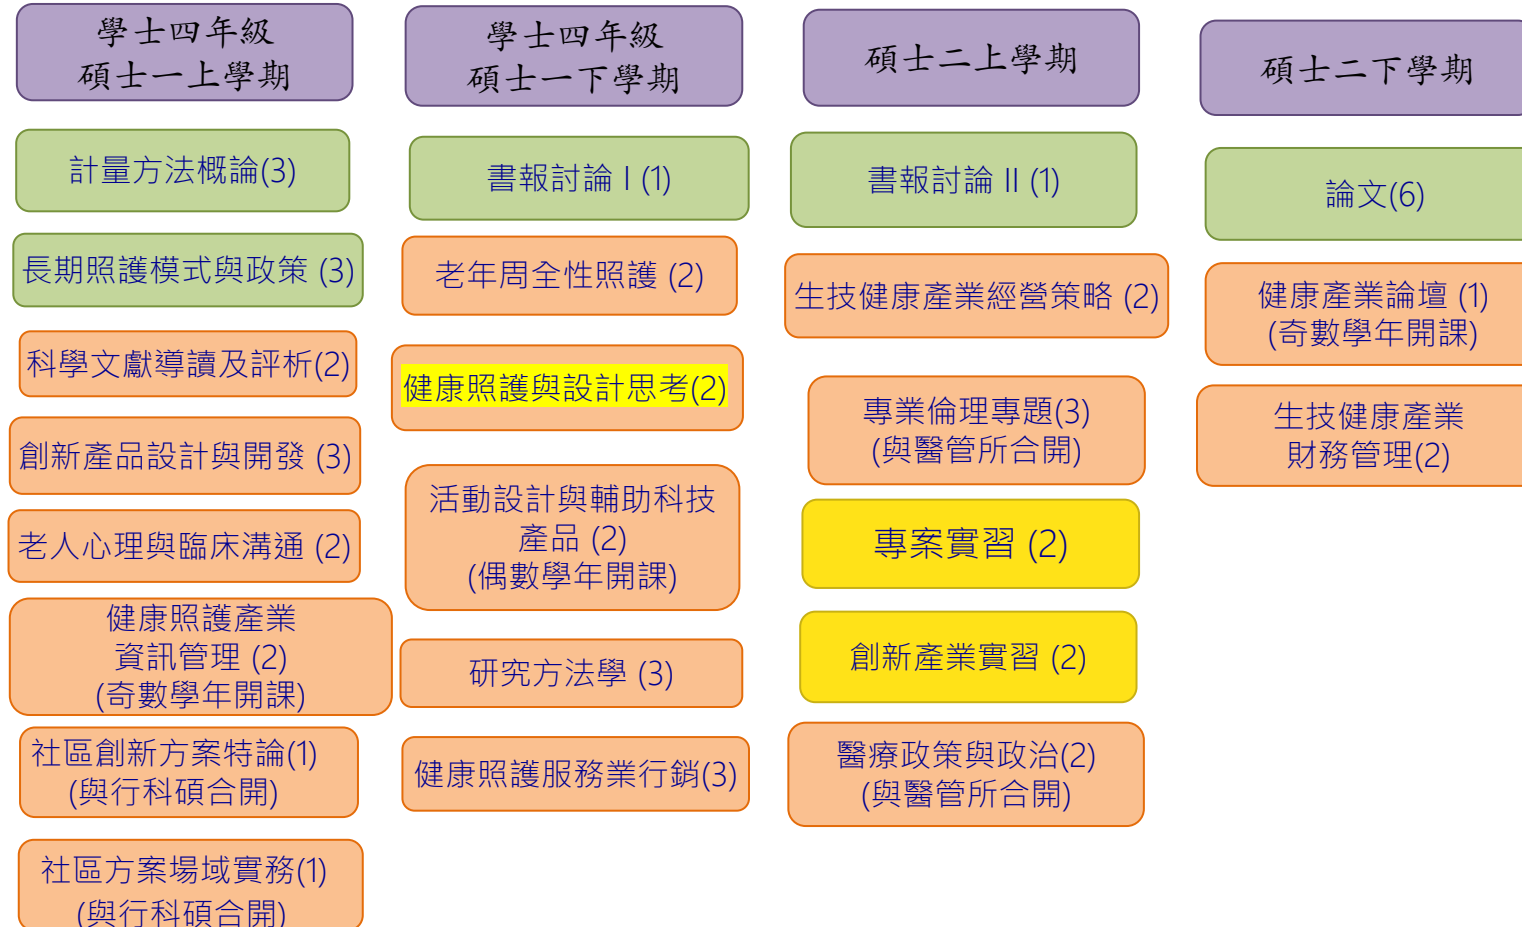 學士四年級
碩士一上學期
計量方法概論(3)
長期照護模式與政策 (3)
科學文獻導讀及評析(2)
創新產品設計與開發 (3)
老人心理與臨床溝通 (2)
健康照護產業
資訊管理 (2)
(奇數學年開課)
社區創新方案特論(1)
(與行科碩合開)
社區方案場域實務(1)
(與行科碩合開)
學士四年級
碩士一下學期
書報討論 I (1)
老年周全性照護 (2)
健康照護與設計思考(2)
活動設計與輔助科技
產品 (2)
(偶數學年開課)
研究方法學 (3)
健康照護服務業行銷(3)
碩士二上學期
書報討論 II (1)
生技健康產業經營策略 (2)
專業倫理專題(3)
(與醫管所合開)
專案實習 (2)
創新產業實習 (2)
醫療政策與政治(2)
(與醫管所合開)
碩士二下學期
論文(6)
健康產業論壇 (1)
(奇數學年開課)
生技健康產業
財務管理(2)